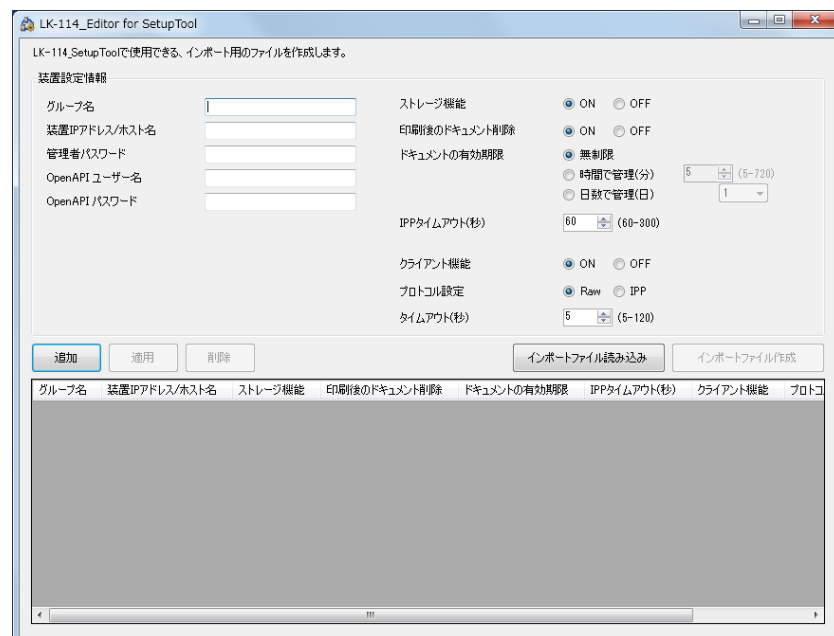 LK-114_Editor for SetupTool
LK-114_SetupToolで使用できる、インポート用のファイルを作成します。
装置設定情報
グループ名
装置IPアドレス/ホスト名
管理者パスワード
OpenAPI ユーザー名
OpenAPI パスワード
ストレージ機能 ON OFF
印刷後のドキュメント削除 ON OFF
ドキュメントの有効期限 無制限
時間で管理(分) 5 (5-720)
日数で管理(日) 1
IPPタイムアウト(秒) 60 (60-300)
クライアント機能 ON OFF
プロトコル設定 Raw IPP
タイムアウト(秒) 5 (5-120)
追加 適用 削除 インポートファイル読み込み インポートファイル作成
グループ名 装置IPアドレス/ホスト名 ストレージ機能 印刷後のドキュメント削除 ドキュメントの有効期限 IPPタイムアウト(秒) クライアント機能 プロトコ